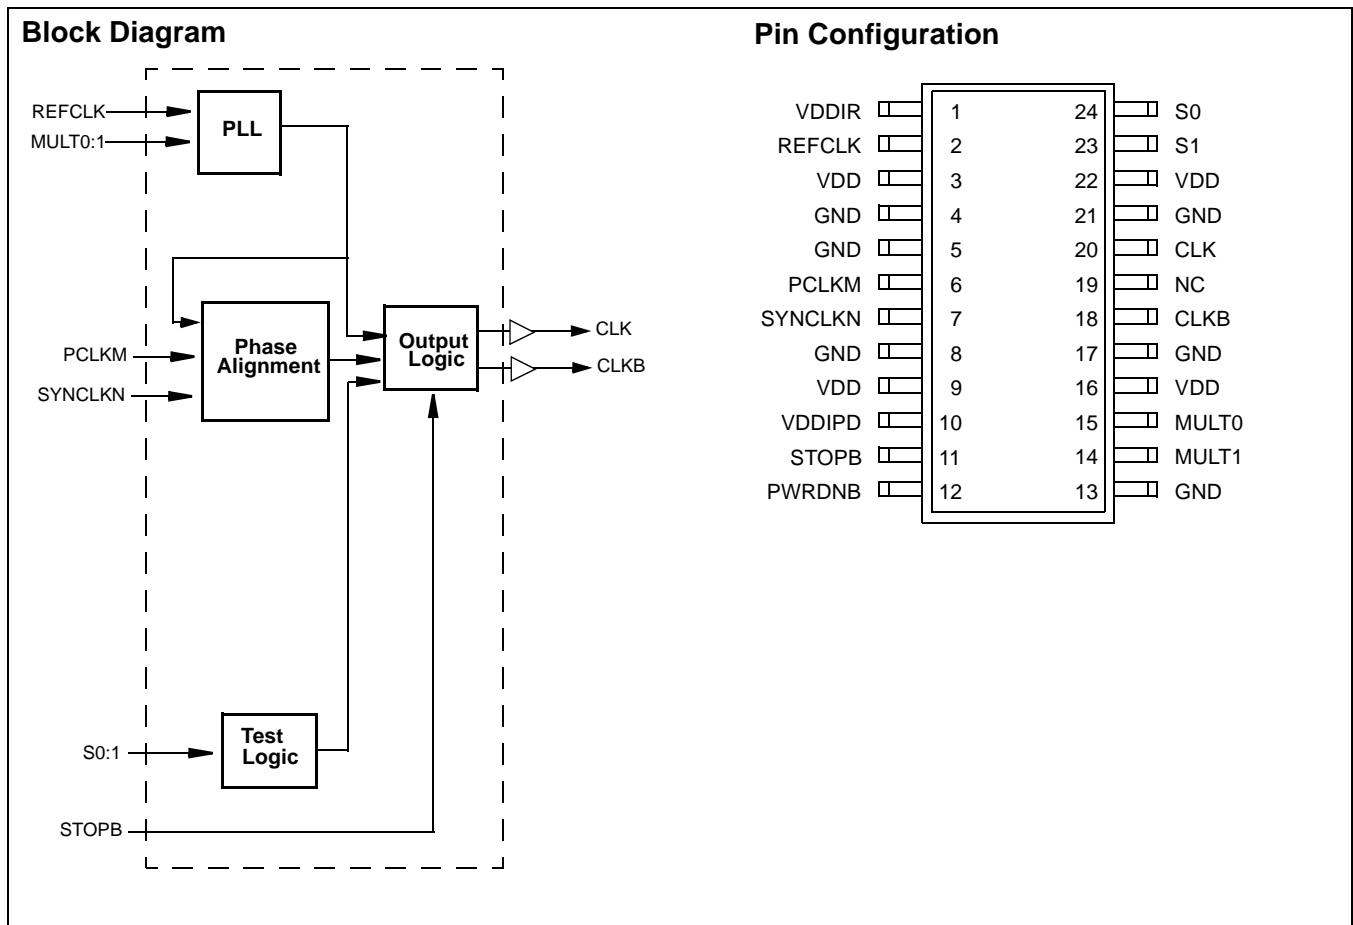 Block Diagram
REFCLK
MULT0:1
PLL
PCLKM
SYNCLKN
Phase
Alignment
Output
Logic
CLK
CLKB
S0:1
Test
Logic
STOPB
Pin Configuration
VDDIR 1 24 S0
REFCLK 2 23 S1
VDD 3 22 VDD
GND 4 21 GND
GND 5 20 CLK
PCLKM 6 19 NC
SYNCLKN 7 18 CLKB
GND 8 17 GND
VDD 9 16 VDD
VDDIPD 10 15 MULT0
STOPB 11 14 MULT1
PWRDNB 12 13 GND